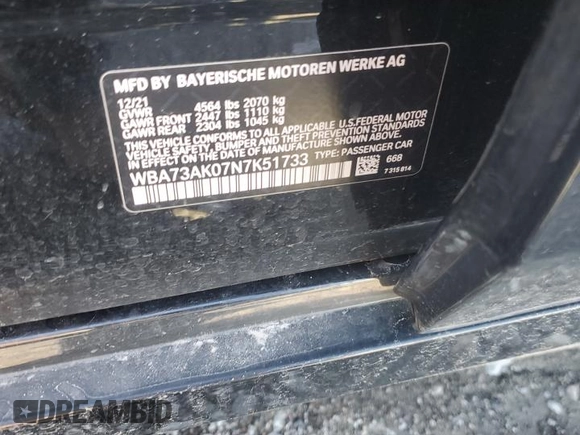 MFD BY BAYERISCHE MOTOREN WERKE AG
12/21
GVWR 4564 lbs 2070 kg
GAWR FRONT 2447 lbs 1110 kg
GAWR REAR 2304 lbs 1045 kg
THIS VEHICLE CONFORMS TO ALL APPLICABLE U.S.FEDERAL MOTOR
VEHICLE SAFETY, BUMPER AND THEFT PREVENTION STANDARDS
IN EFFECT ON THE DATE OF MANUFACTURE SHOWN ABOVE.
WBA73AK07N7K51733 TYPE: PASSENGER CAR
668
7 315 814
DREAMBID